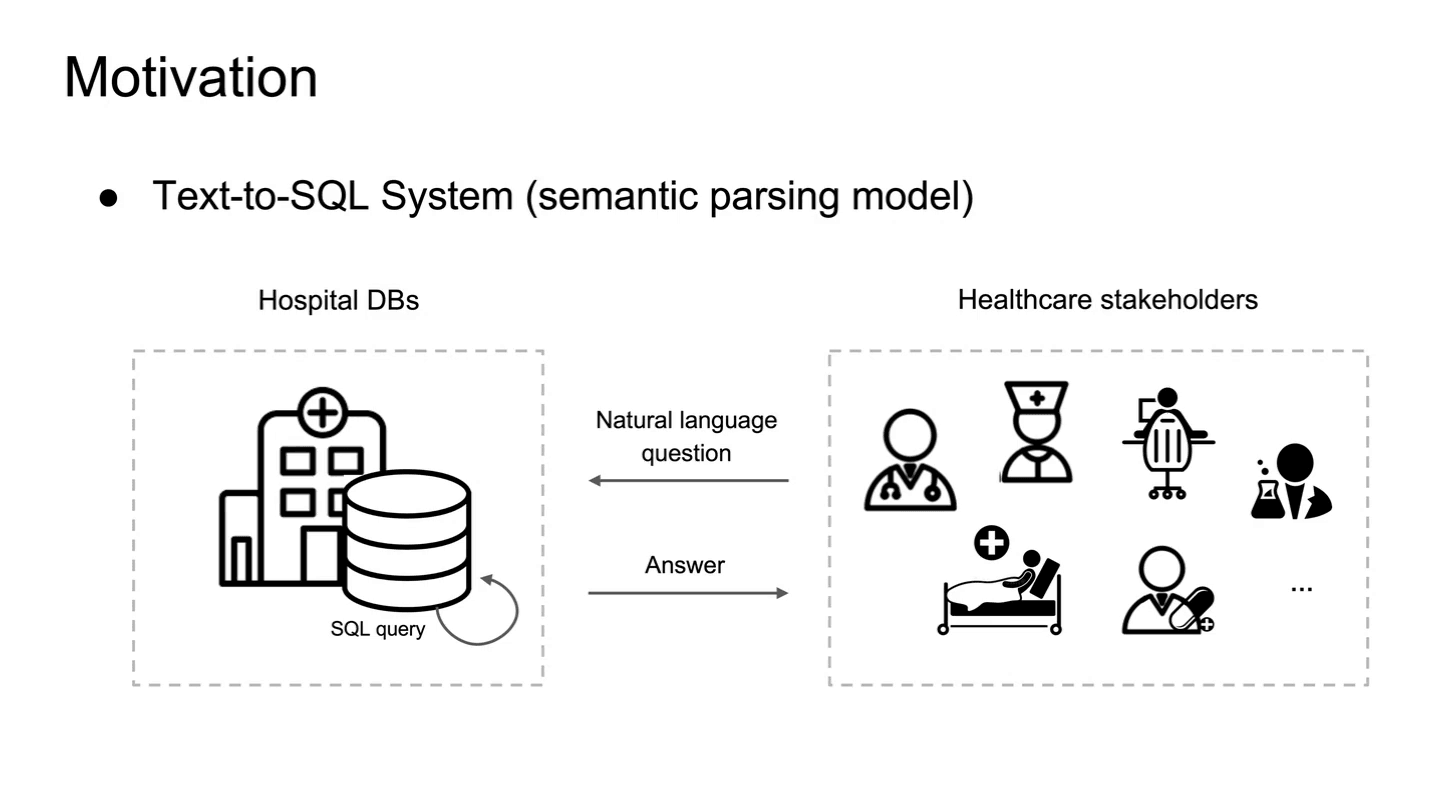 Motivation
● Text-to-SQL System (semantic parsing model)
Hospital DBs
Healthcare stakeholders
Natural language
question
Answer
SQL query
...